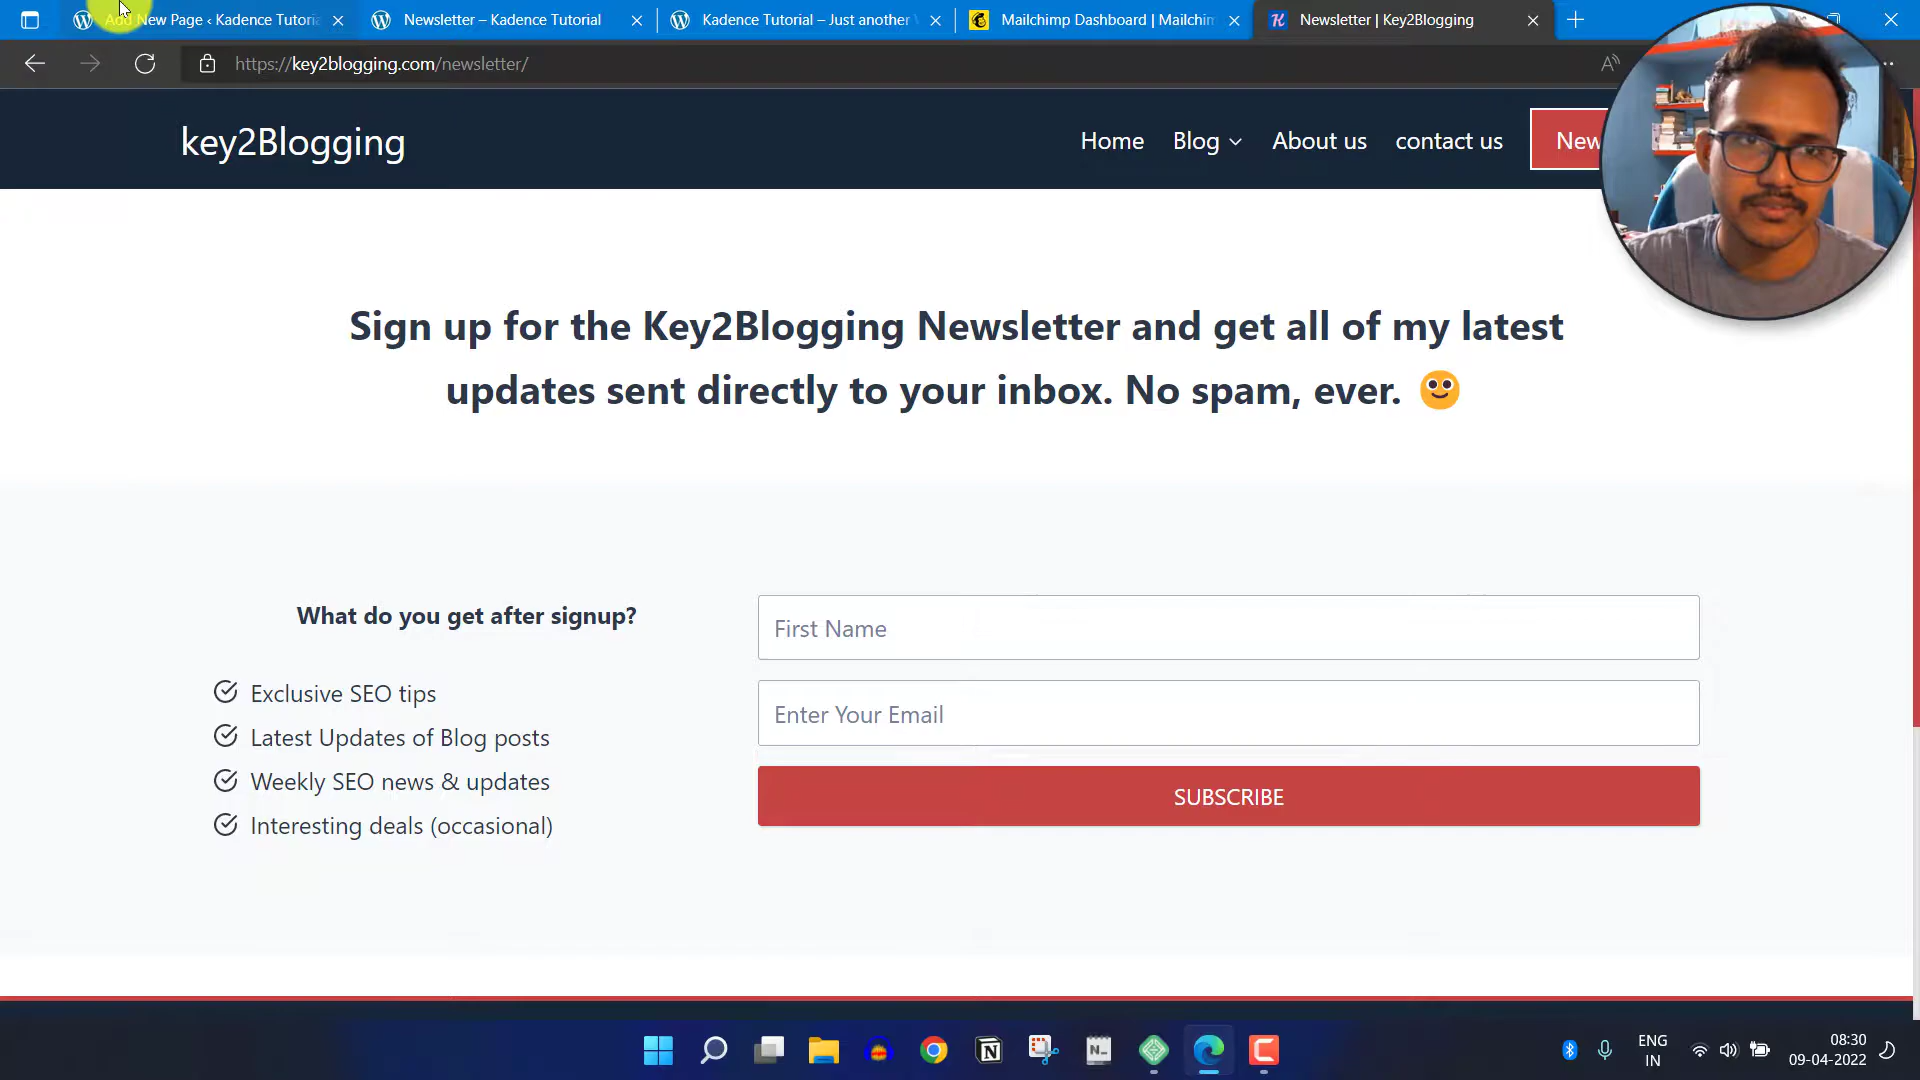 Add New Page ‹ Kadence Tutoria
Newsletter – Kadence Tutorial
Kadence Tutorial – Just another
Mailchimp Dashboard | Mailchim
Newsletter | Key2Blogging
https://key2blogging.com/newsletter/
key2Blogging
Home
Blog
About us
contact us
New
Sign up for the Key2Blogging Newsletter and get all of my latest
updates sent directly to your inbox. No spam, ever.
What do you get after signup?
Exclusive SEO tips
Latest Updates of Blog posts
Weekly SEO news & updates
Interesting deals (occasional)
First Name
Enter Your Email
SUBSCRIBE
ENG
IN
08:30
09-04-2022